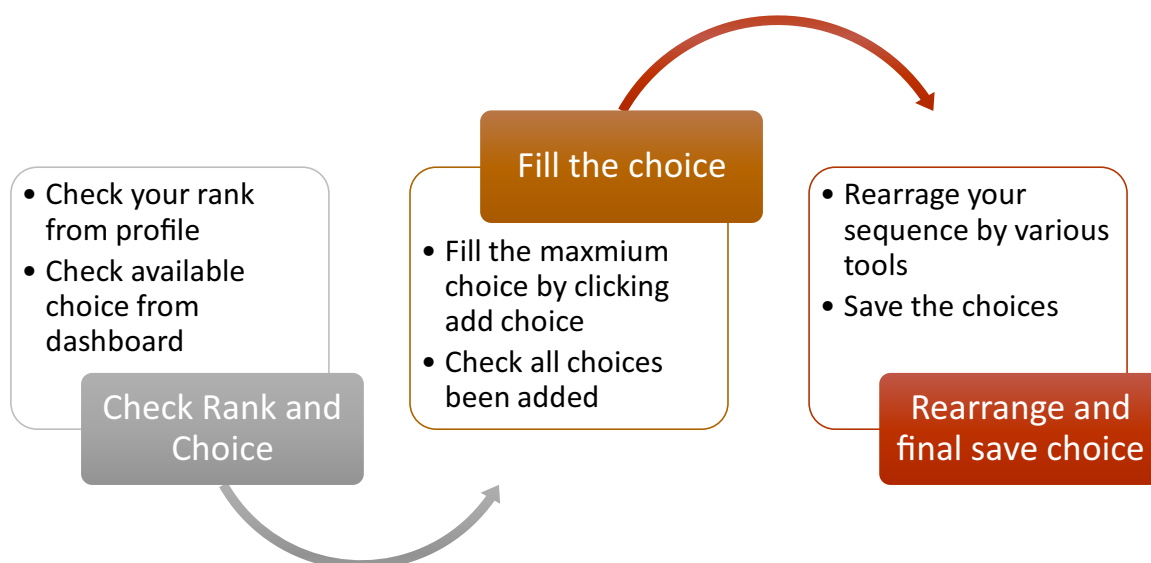 • Check your rank
from profile
• Check available
choice from
dashboard
Check Rank and
Choice
Fill the choice
• Fill the maxmium
choice by clicking
add choice
• Check all choices
been added
• Rearrage your
sequence by various
tools
• Save the choices
Rearrange and
final save choice